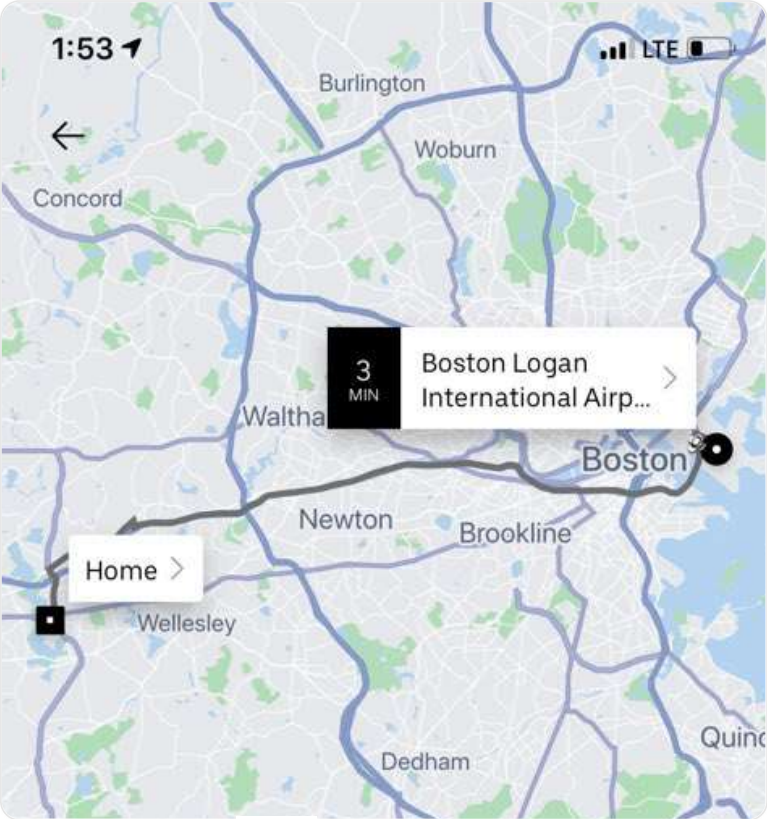 1:53
LTE
Burlington
Woburn
Concord
3
MIN
Boston Logan
International Airp...
Waltha
Boston
Newton
Brookline
Home
Wellesley
Quinc
Dedham